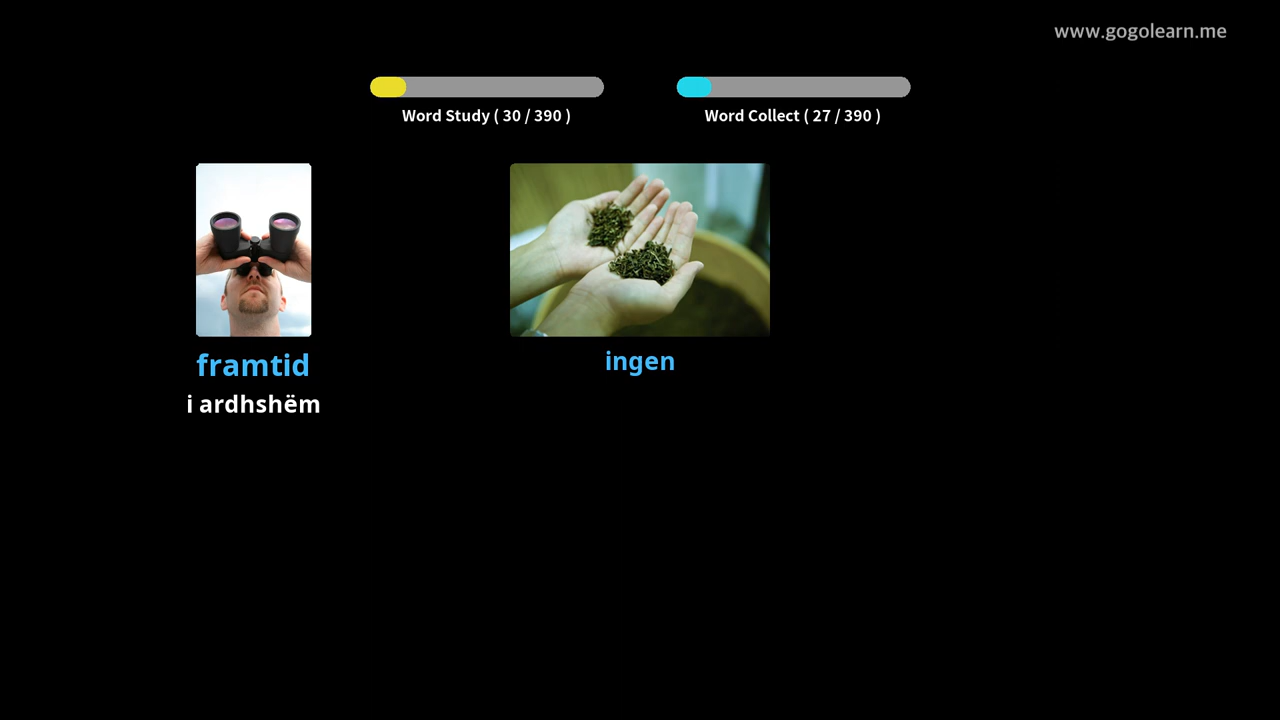 www.gogolearn.me
Word Study ( 30 / 390 )
Word Collect ( 27 / 390 )
framtid
i ardhshëm
ingen